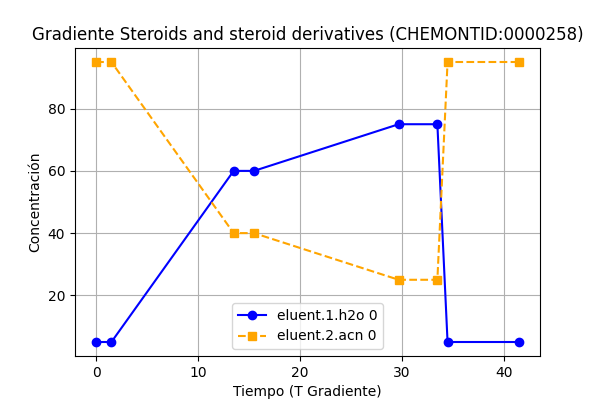 Gradiente Steroids and steroid derivatives (CHEMONTID:0000258)
Concentración
80
60
40
20
eluent.1.h2o 0
eluent.2.acn 0
0 10 20 30 40
Tiempo (T Gradiente)